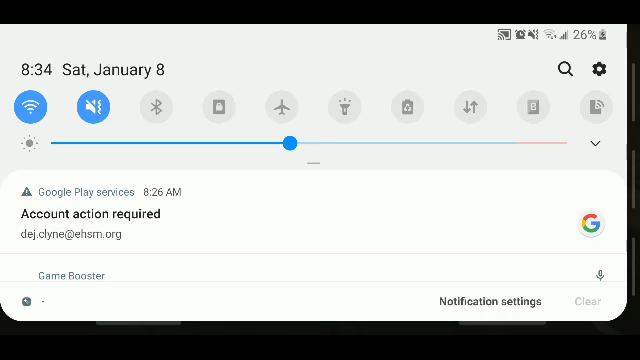 26%
8:34 Sat, January 8
B
Google Play services 8:26 AM
Account action required
dej.clyne@ehsm.org
G
Game Booster
Notification settings
Clear